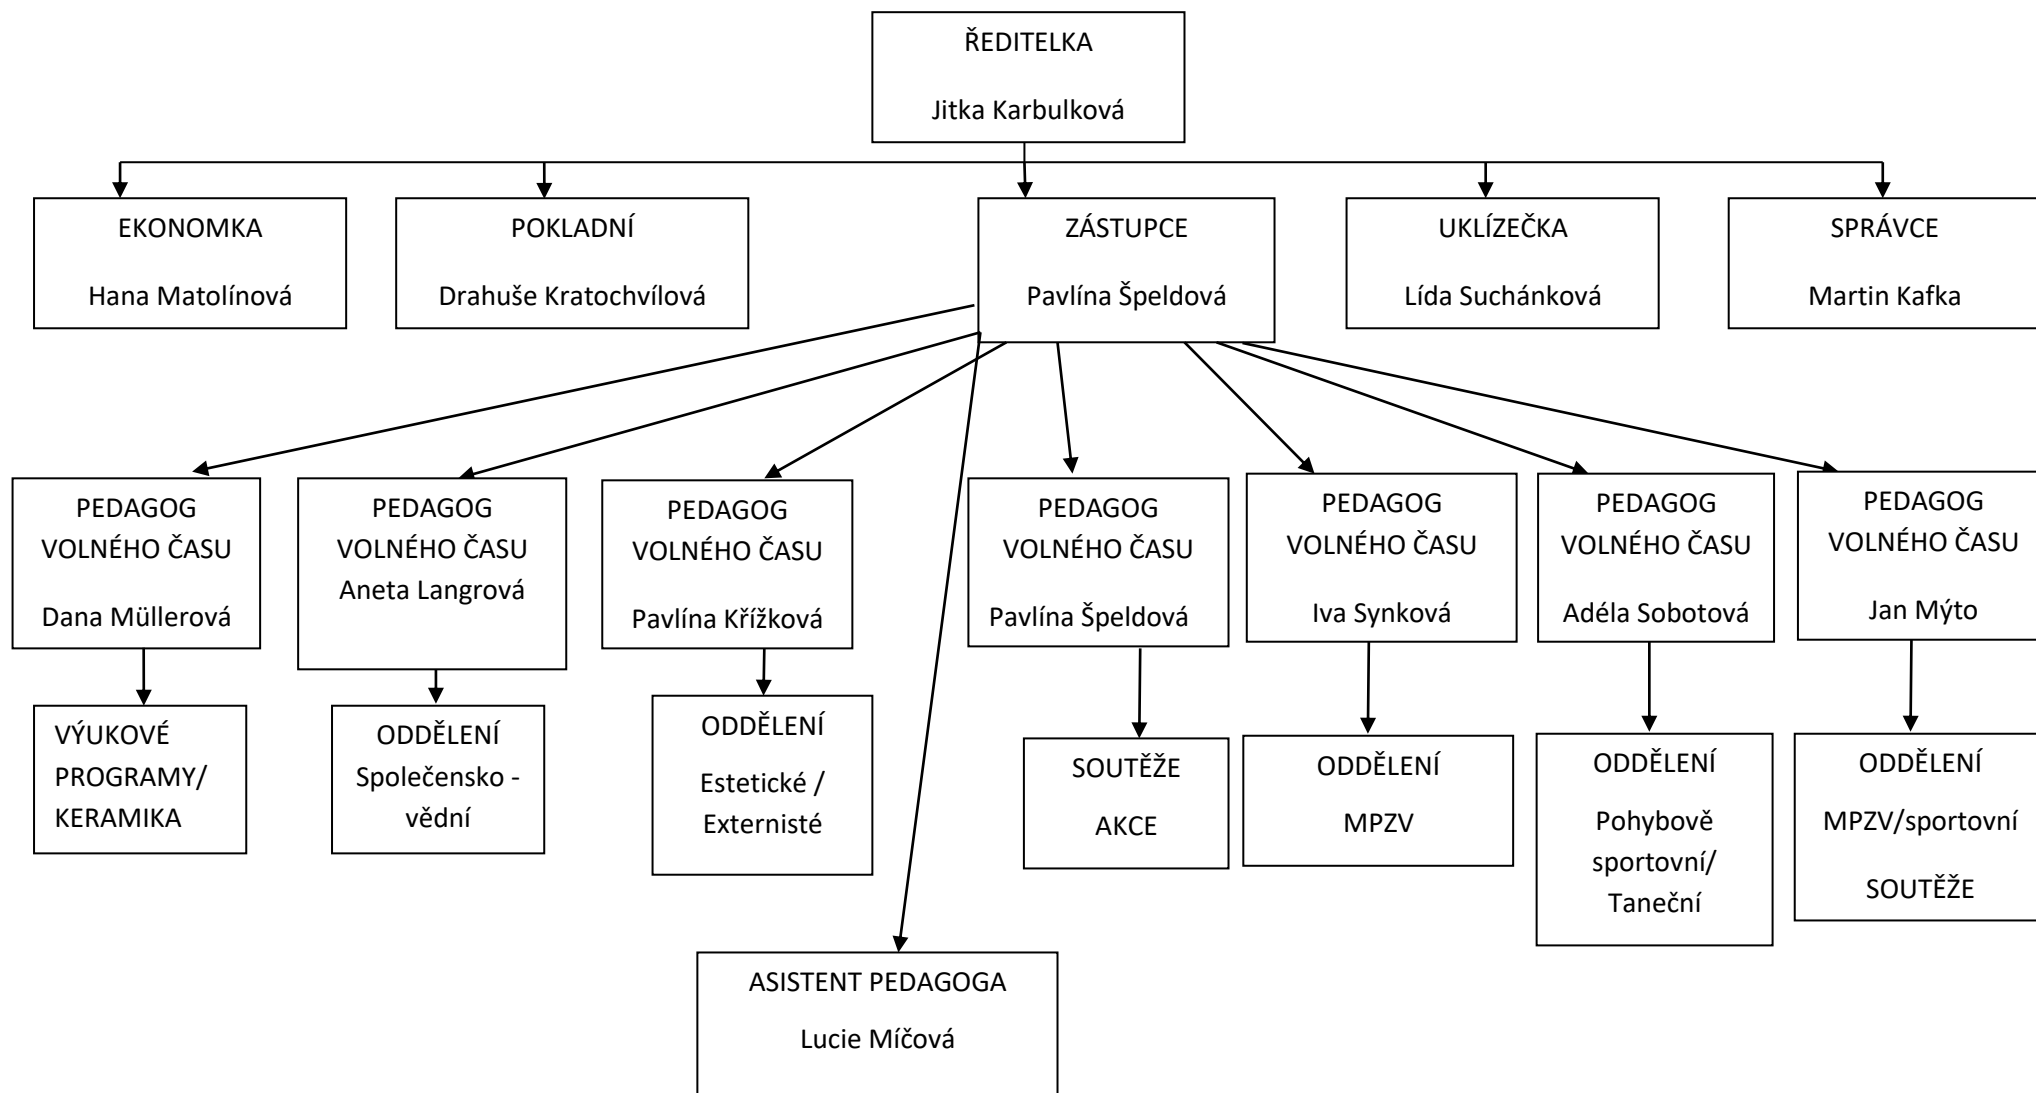 ŘEDITELKA
Jitka Karbulková
EKONOMKA
Hana Matolínová
POKLADNÍ
Drahuše Kratochvílová
ZÁSTUPCE
Pavlína Špeldová
UKLÍZEČKA
Lída Suchánková
SPRÁVCE
Martin Kafka
PEDAGOG
VOLNÉHO ČASU
Dana Müllerová
PEDAGOG
VOLNÉHO ČASU
Aneta Langrová
PEDAGOG
VOLNÉHO ČASU
Pavlína Křížková
PEDAGOG
VOLNÉHO ČASU
Pavlína Špeldová
PEDAGOG
VOLNÉHO ČASU
Iva Synková
PEDAGOG
VOLNÉHO ČASU
Adéla Sobotová
PEDAGOG
VOLNÉHO ČASU
Jan Mýto
VÝUKOVÉ
PROGRAMY/
KERAMIKA
ODDĚLENÍ
Společensko -
vědní
ODDĚLENÍ
Estetické /
Externisté
SOUTĚŽE
AKCE
ODDĚLENÍ
MPZV
ODDĚLENÍ
Pohybově
sportovní/
Taneční
ODDĚLENÍ
MPZV/sportovní
SOUTĚŽE
ASISTENT PEDAGOGA
Lucie Míčová